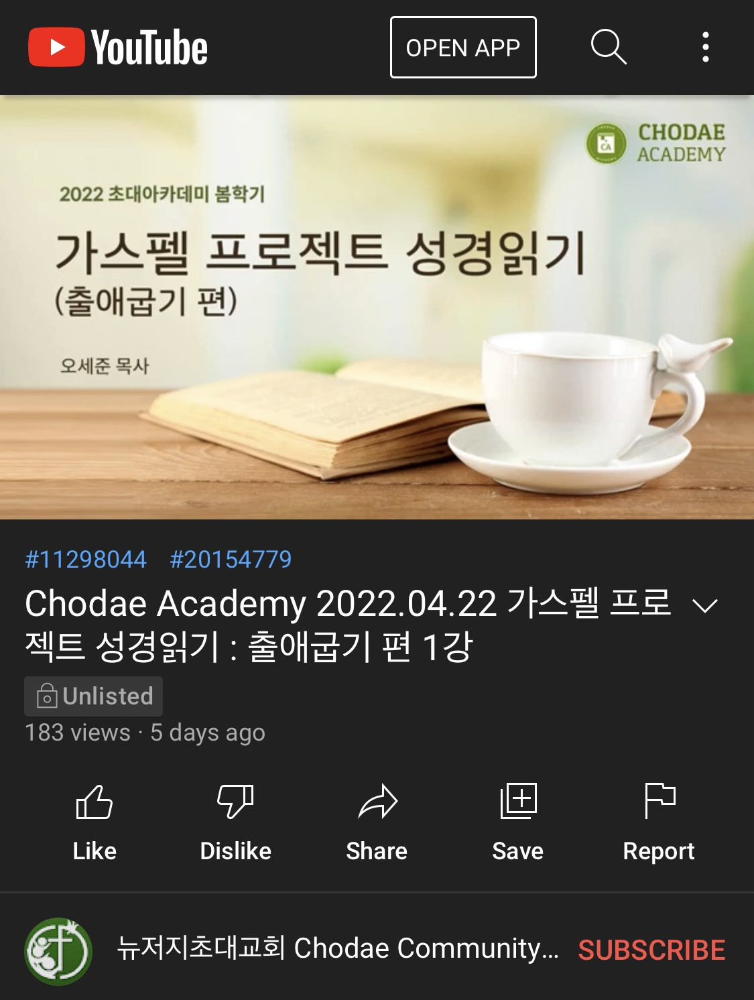 YouTube
OPEN APP
CHODAE
ACADEMY
CA
2022 초대아카데미 봄학기
가스펠 프로젝트 성경읽기
(출애굽기 편)
오세준 목사
#11298044 #20154779
Chodae Academy 2022.04.22 가스펠 프로
젝트 성경읽기 : 출애굽기 편 1강
Unlisted
183 views · 5 days ago
Like Dislike Share Save Report
뉴저지초대교회 Chodae Community... SUBSCRIBE